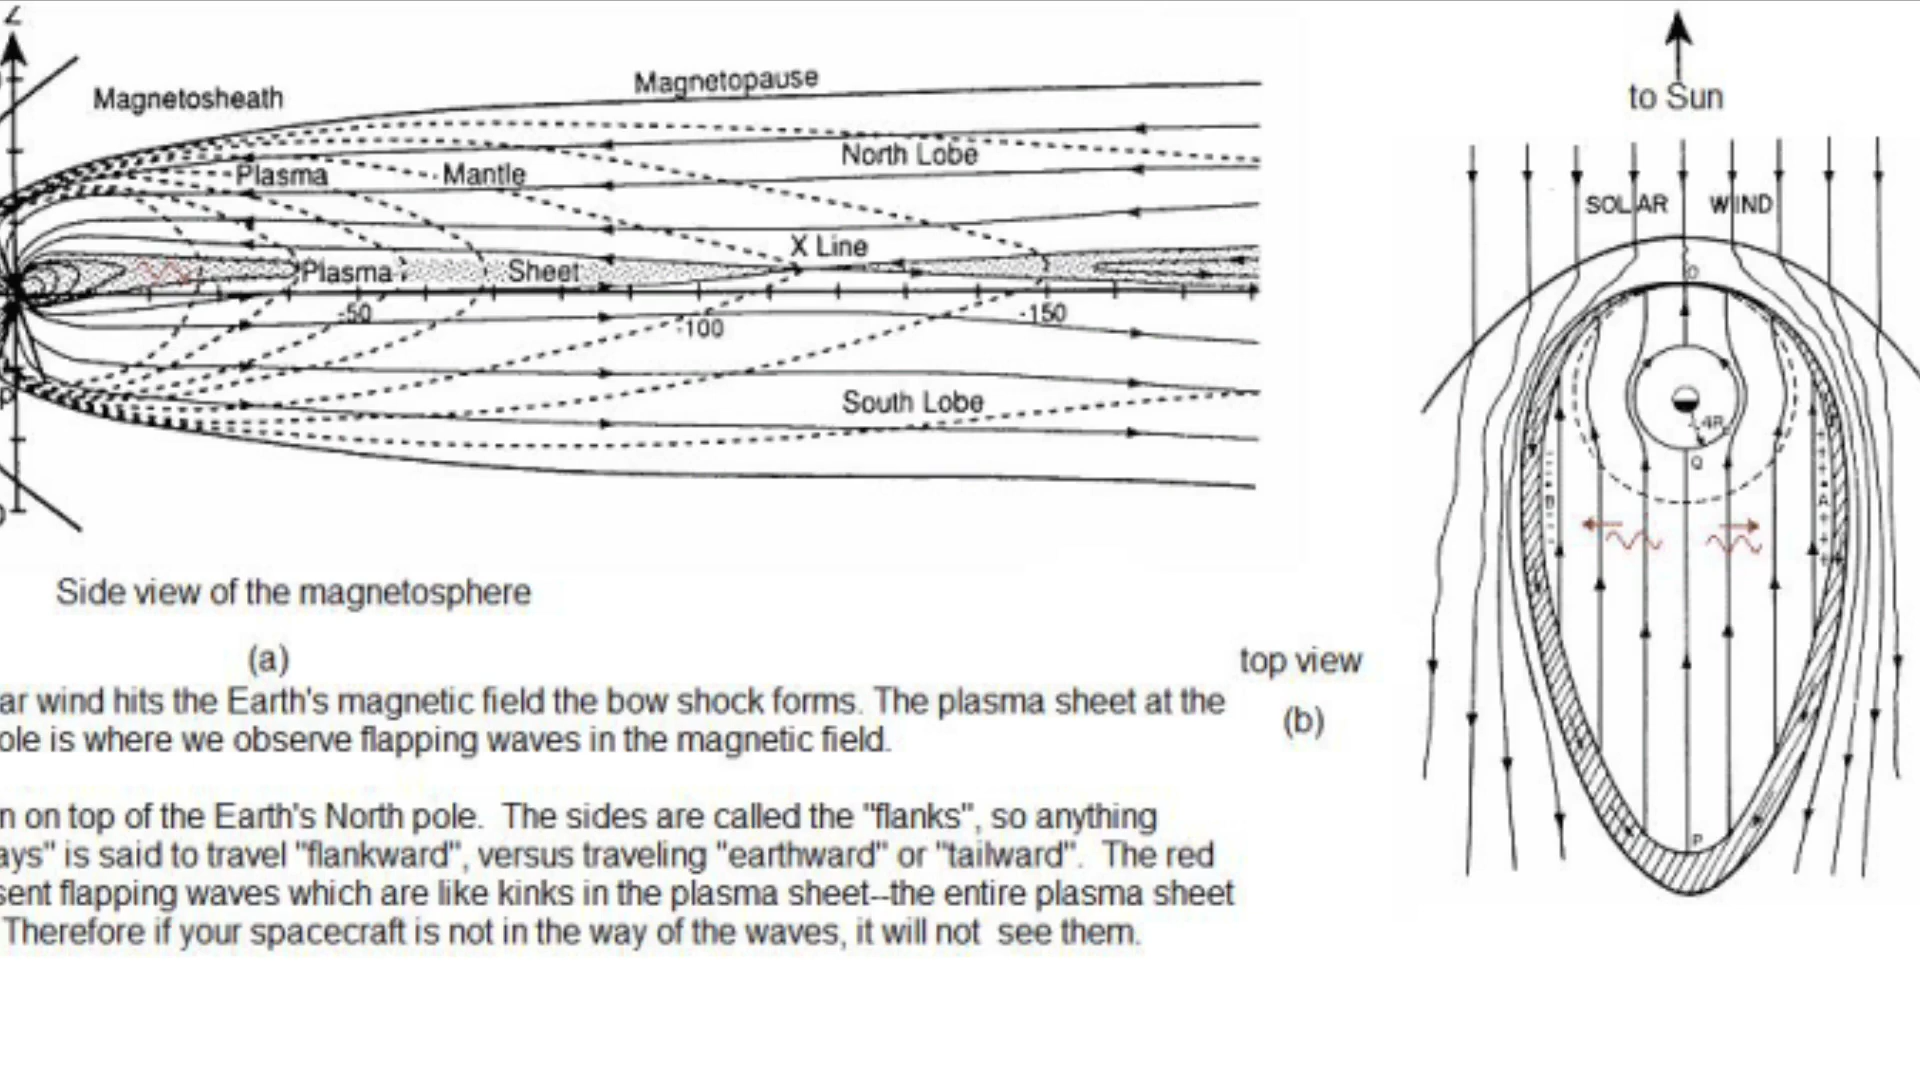 Z
Magnetosheath
Magnetopause
North Lobe
Plasma
Mantle
X Line
Plasma
Sheet
-50
-100
-150
South Lobe
Side view of the magnetosphere
(a)
ar wind hits the Earth's magnetic field the bow shock forms. The plasma sheet at the
ole is where we observe flapping waves in the magnetic field.
n on top of the Earth's North pole. The sides are called the "flanks", so anything
ays" is said to travel "flankward", versus traveling "earthward" or "tailward". The red
sent flapping waves which are like kinks in the plasma sheet--the entire plasma sheet
Therefore if your spacecraft is not in the way of the waves, it will not see them.
to Sun
SOLAR WIND
O
4R
Q
B
A
P
top view
(b)